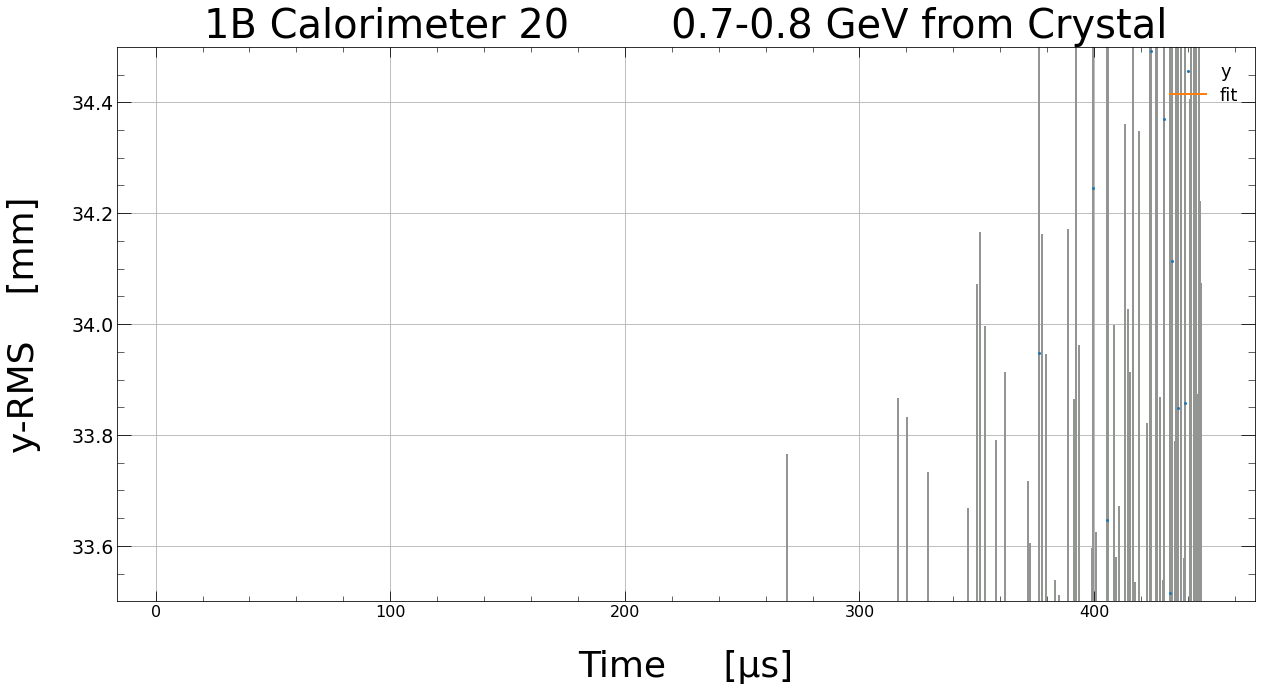 1B Calorimeter 20 0.7-0.8 GeV from Crystal
y
fit
34.4
34.2
34.0
33.8
33.6
y-RMS [mm]
0 100 200 300 400
Time [μs]